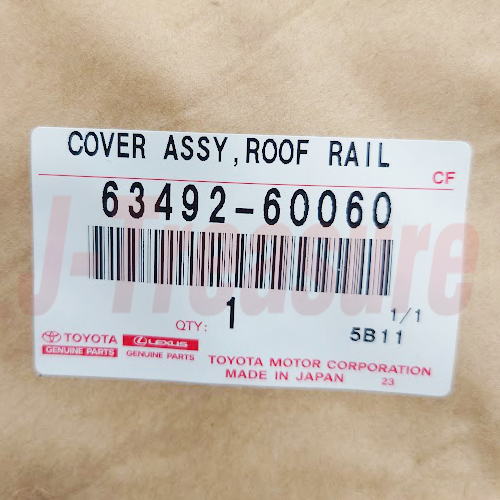 COVER ASSY,ROOF RAIL
CF
63492-60060
J-Treasure
QTY: 1
1/1
5B11
TOYOTA LEXUS
GENUINE PARTS GENUINE PARTS
TOYOTA MOTOR CORPORATION
MADE IN JAPAN 23